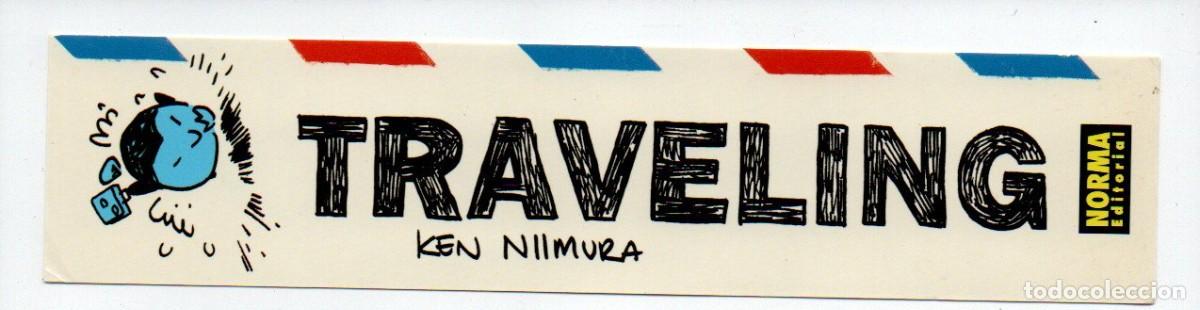 TRAVELING
KEN NIIMURA
NORMA
Editorial
todocoleccion